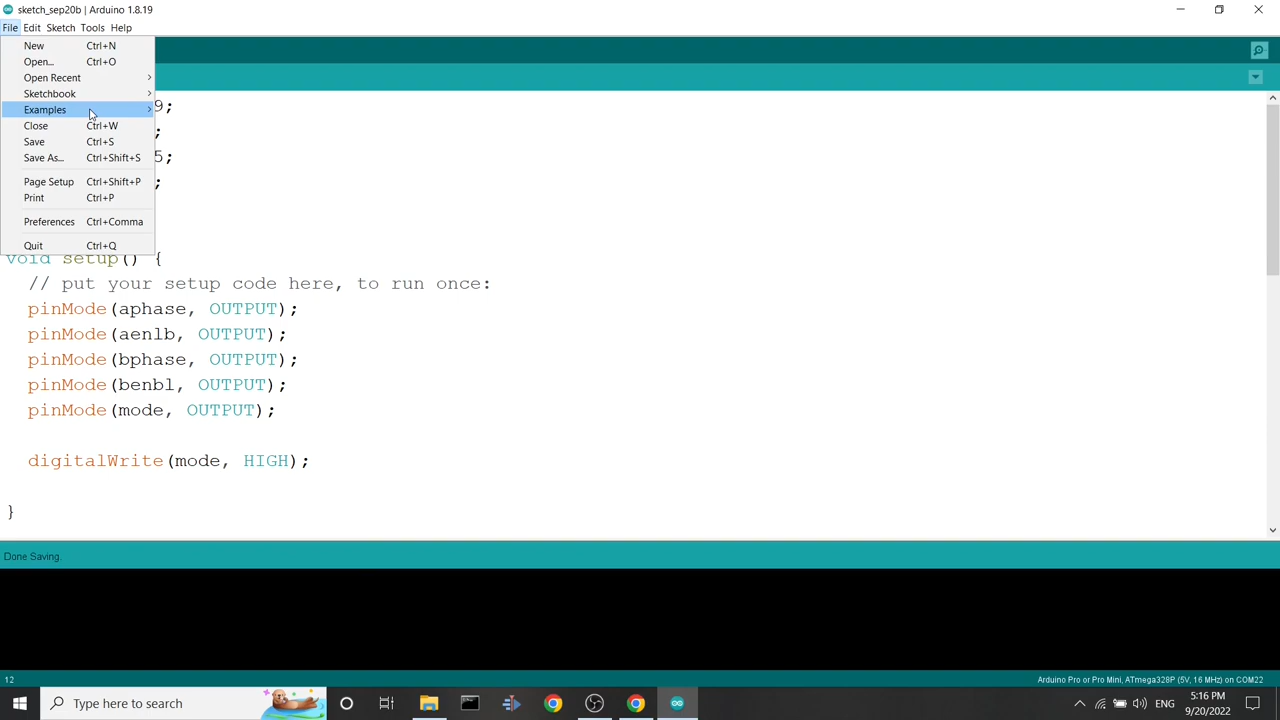 sketch_sep20b | Arduino 1.8.19
File Edit Sketch Tools Help
New Ctrl+N
Open... Ctrl+O
Open Recent
Sketchbook
Examples
Close Ctrl+W
Save Ctrl+S
Save As... Ctrl+Shift+S
Page Setup Ctrl+Shift+P
Print Ctrl+P
Preferences Ctrl+Comma
Quit Ctrl+Q
9;
;
5;
;
void setup() {
// put your setup code here, to run once:
pinMode(aphase, OUTPUT);
pinMode(aenlb, OUTPUT);
pinMode(bphase, OUTPUT);
pinMode(benbl, OUTPUT);
pinMode(mode, OUTPUT);
digitalWrite(mode, HIGH);
}
Done Saving.
12 Arduino Pro or Pro Mini, ATmega328P (5V, 16 MHz) on COM22
Type here to search
ENG
5:16 PM
9/20/2022